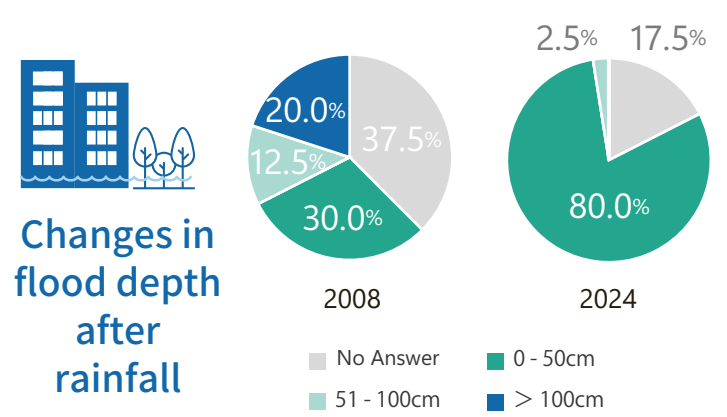 2.5% 17.5%
20.0%
37.5%
12.5%
30.0%
80.0%
Changes in
flood depth
after
rainfall
2008
2024
No Answer
0 - 50cm
51 - 100cm
> 100cm